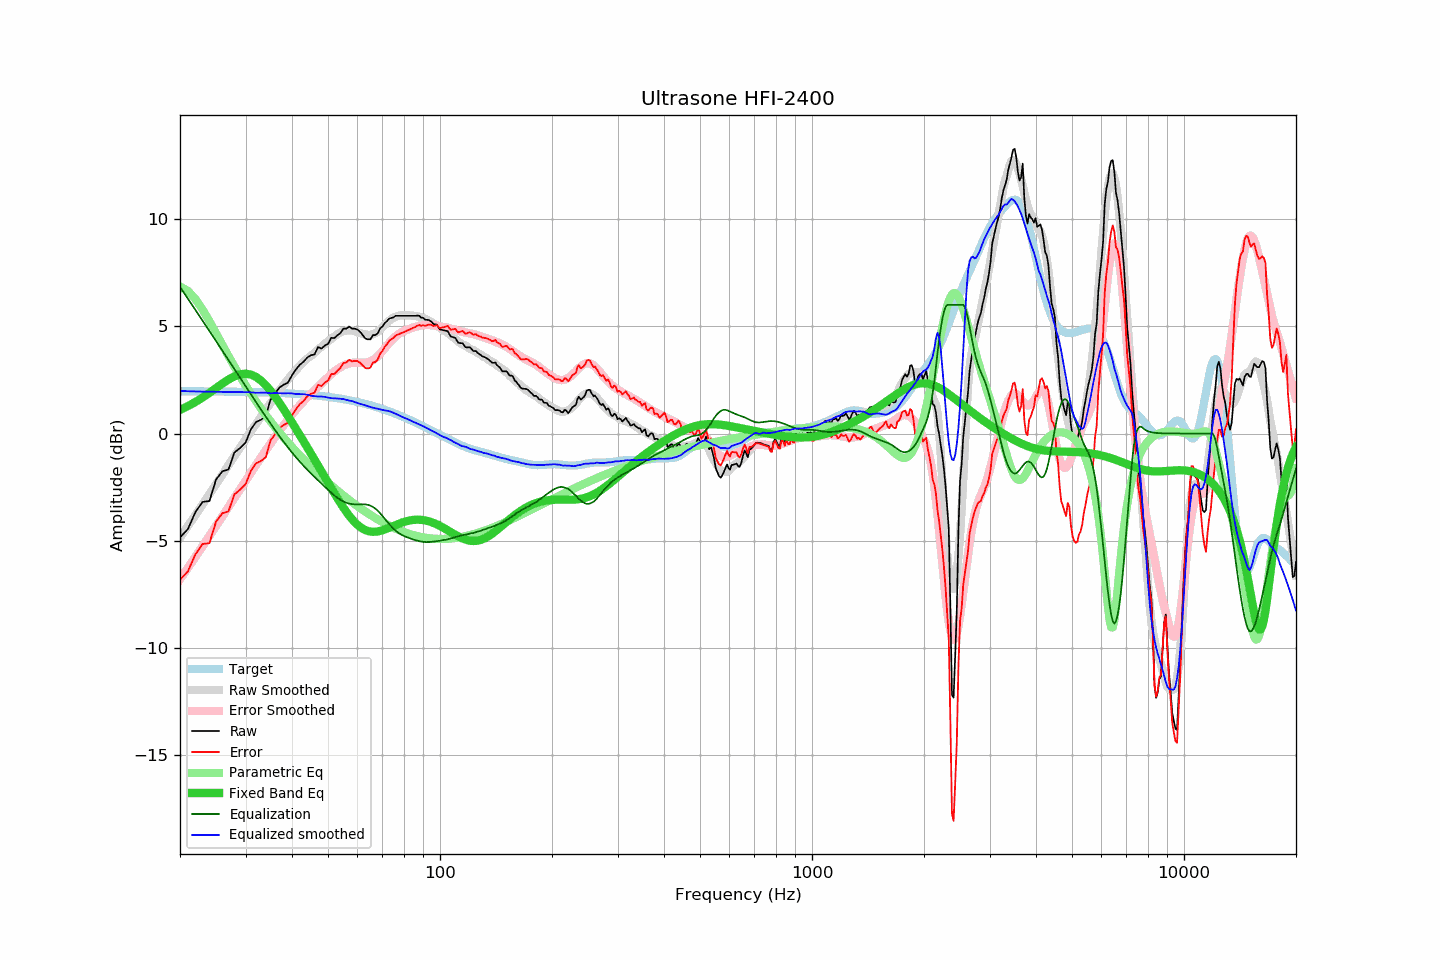 Ultrasone HFI-2400
Amplitude (dBr)
10
5
0
−5
−10
−15
Target
Raw Smoothed
Error Smoothed
Raw
Error
Parametric Eq
Fixed Band Eq
Equalization
Equalized smoothed
100 1000 10000
Frequency (Hz)